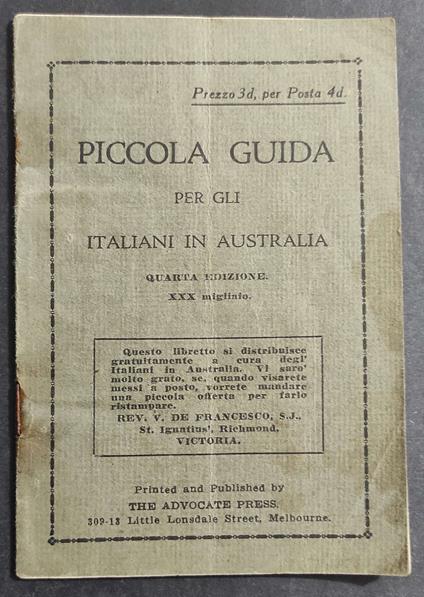 Prezzo 3d, per Posta 4d.
PICCOLA GUIDA
PER GLI
ITALIANI IN AUSTRALIA
QUARTA EDIZIONE.
XXX migliaio.
Questo libretto si distribuisce
gratuitamente a cura degl'
Italiani in Australia. Vi saro'
molto grato, se, quando visarete
messi a posto, vorrete mandare
una piccola offerta per farlo
ristampare.
REV. V. DE FRANCESCO, S.J.,
St. Ignatius', Richmond,
VICTORIA.
Printed and Published by
THE ADVOCATE PRESS.
309-13 Little Lonsdale Street, Melbourne.